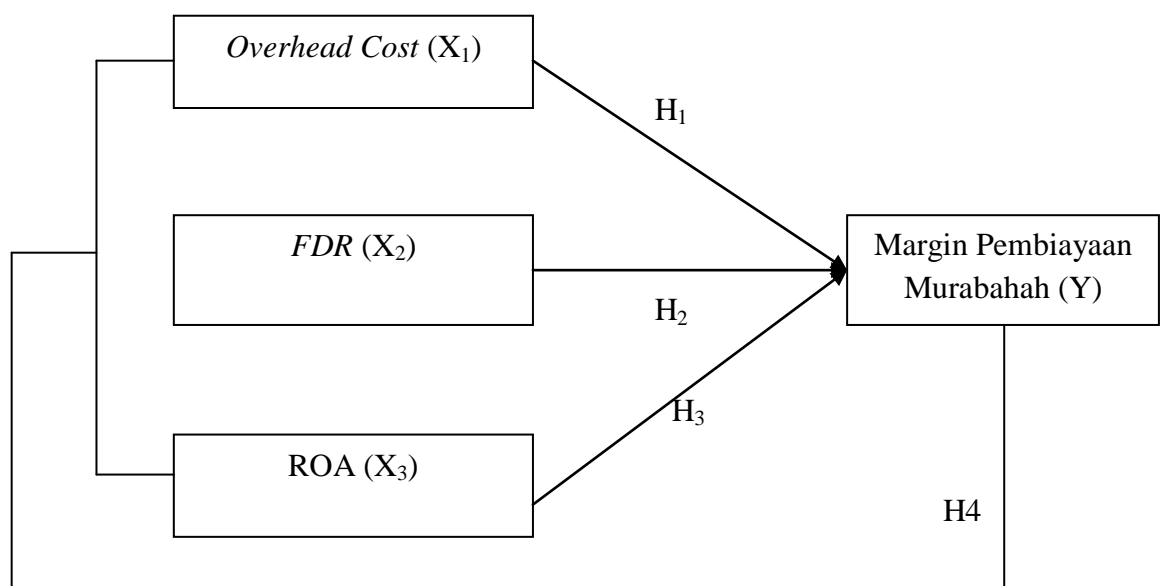 Overhead Cost (X₁)
H₁
FDR (X₂)
Margin Pembiayaan
Murabahah (Y)
H₂
H₃
ROA (X₃)
H4